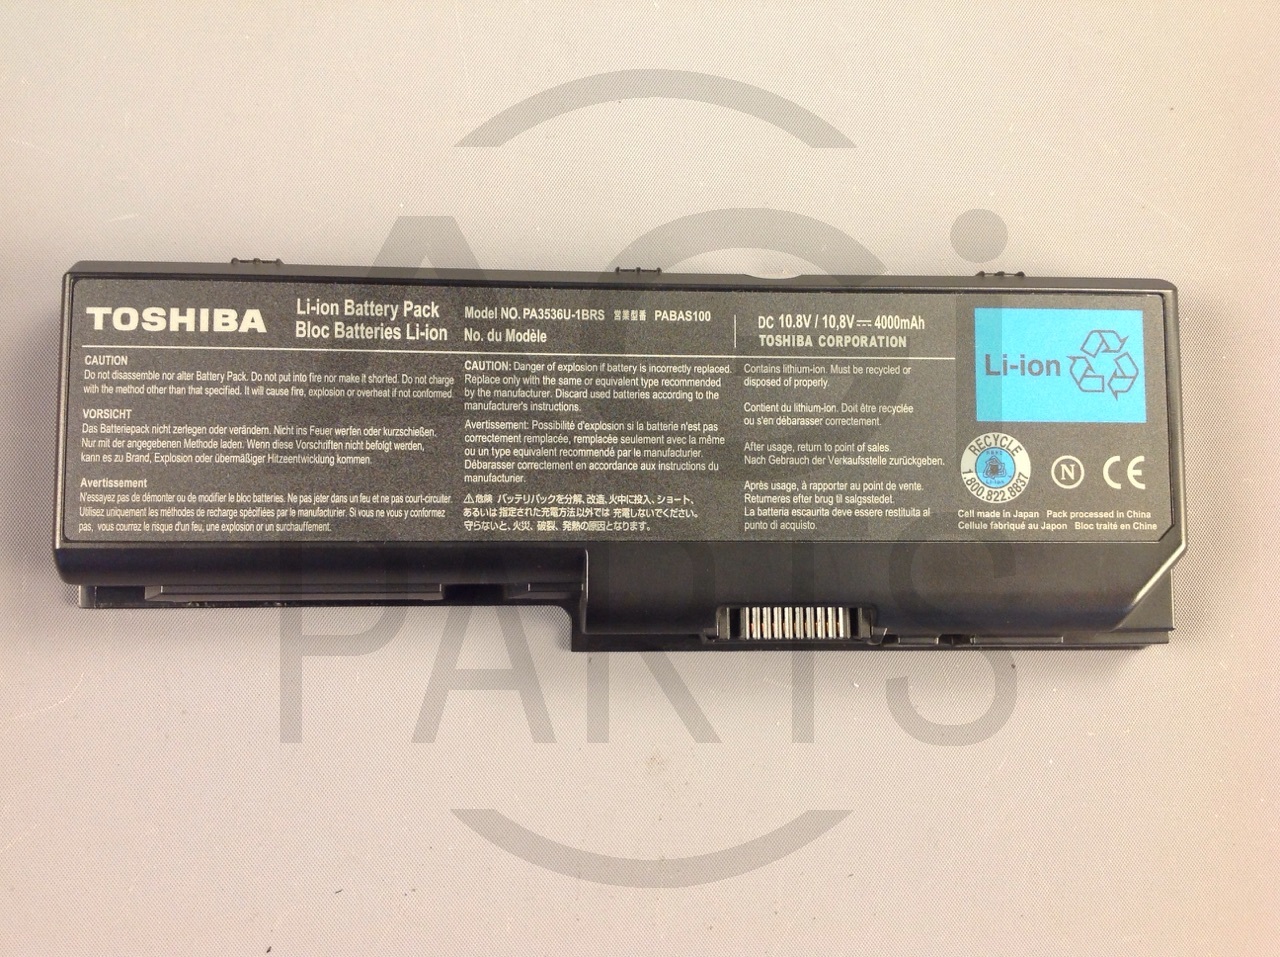 TOSHIBA
Li-ion Battery Pack
Bloc Batteries Li-ion
Model NO. PA3536U-1BRS 営業型番 PABAS100
No. du Modèle
DC 10.8V / 10,8V⎓ 4000mAh
TOSHIBA CORPORATION
CAUTION
Do not disassemble nor alter Battery Pack. Do not put into fire nor make it shorted. Do not charge
with the method other than that specified. It will cause fire, explosion or overheat if not conformed.
VORSICHT
Das Batteriepack nicht zerlegen oder verändern. Nicht ins Feuer werfen oder kurzschießen.
Nur mit der angegebenen Methode laden. Wenn diese Vorschriften nicht befolgt werden,
kann es zu Brand, Explosion oder übermäßiger Hitzeentwicklung kommen.
Avertissement
N'essayez pas de démonter ou de modifier le bloc batteries. Ne pas jeter dans un feu et ne pas court-circuiter.
Utilisez uniquement les méthodes de recharge spécifiées par le manufacturier. Si vous ne vous y conformez
pas, vous courrez le risque d'un feu, une explosion or un surchauffement.
CAUTION: Danger of explosion if battery is incorrectly replaced.
Replace only with the same or equivalent type recommended
by the manufacturer. Discard used batteries according to the
manufacturer's instructions.
Avertissement: Possibilité d'explosion si la batterie n'est pas
correctement remplacée, remplacée seulement avec la même
ou un type equivalent recommendé par le manufacturier.
Débarasser correctement en accordance aux instructions du
manufacturier.
⚠危険 バッテリパックを分解、改造、火中に投入、ショート、
あるいは 指定された充電方法以外では 充電しないでください。
守らないと、火災、破裂、発熱の原因となります。
Contains lithium-ion. Must be recycled or
disposed of properly.
Contient du lithium-ion. Doit être recyclée
ou s'en débarasser correctement.
After usage, return to point of sales.
Nach Gebrauch der Verkaufsstelle zurückgeben.
Après usage, à rapporter au point de vente.
Returneres efter brug til salgsstedet.
La batteria escaurita deve essere restituita al
punto di acquisto.
Li-ion
RECYCLE
1.800.822.8837
N
CE
Cell made in Japan Pack processed in China
Cellule fabriqué au Japon Bloc traité en Chine
ACi
PARTS